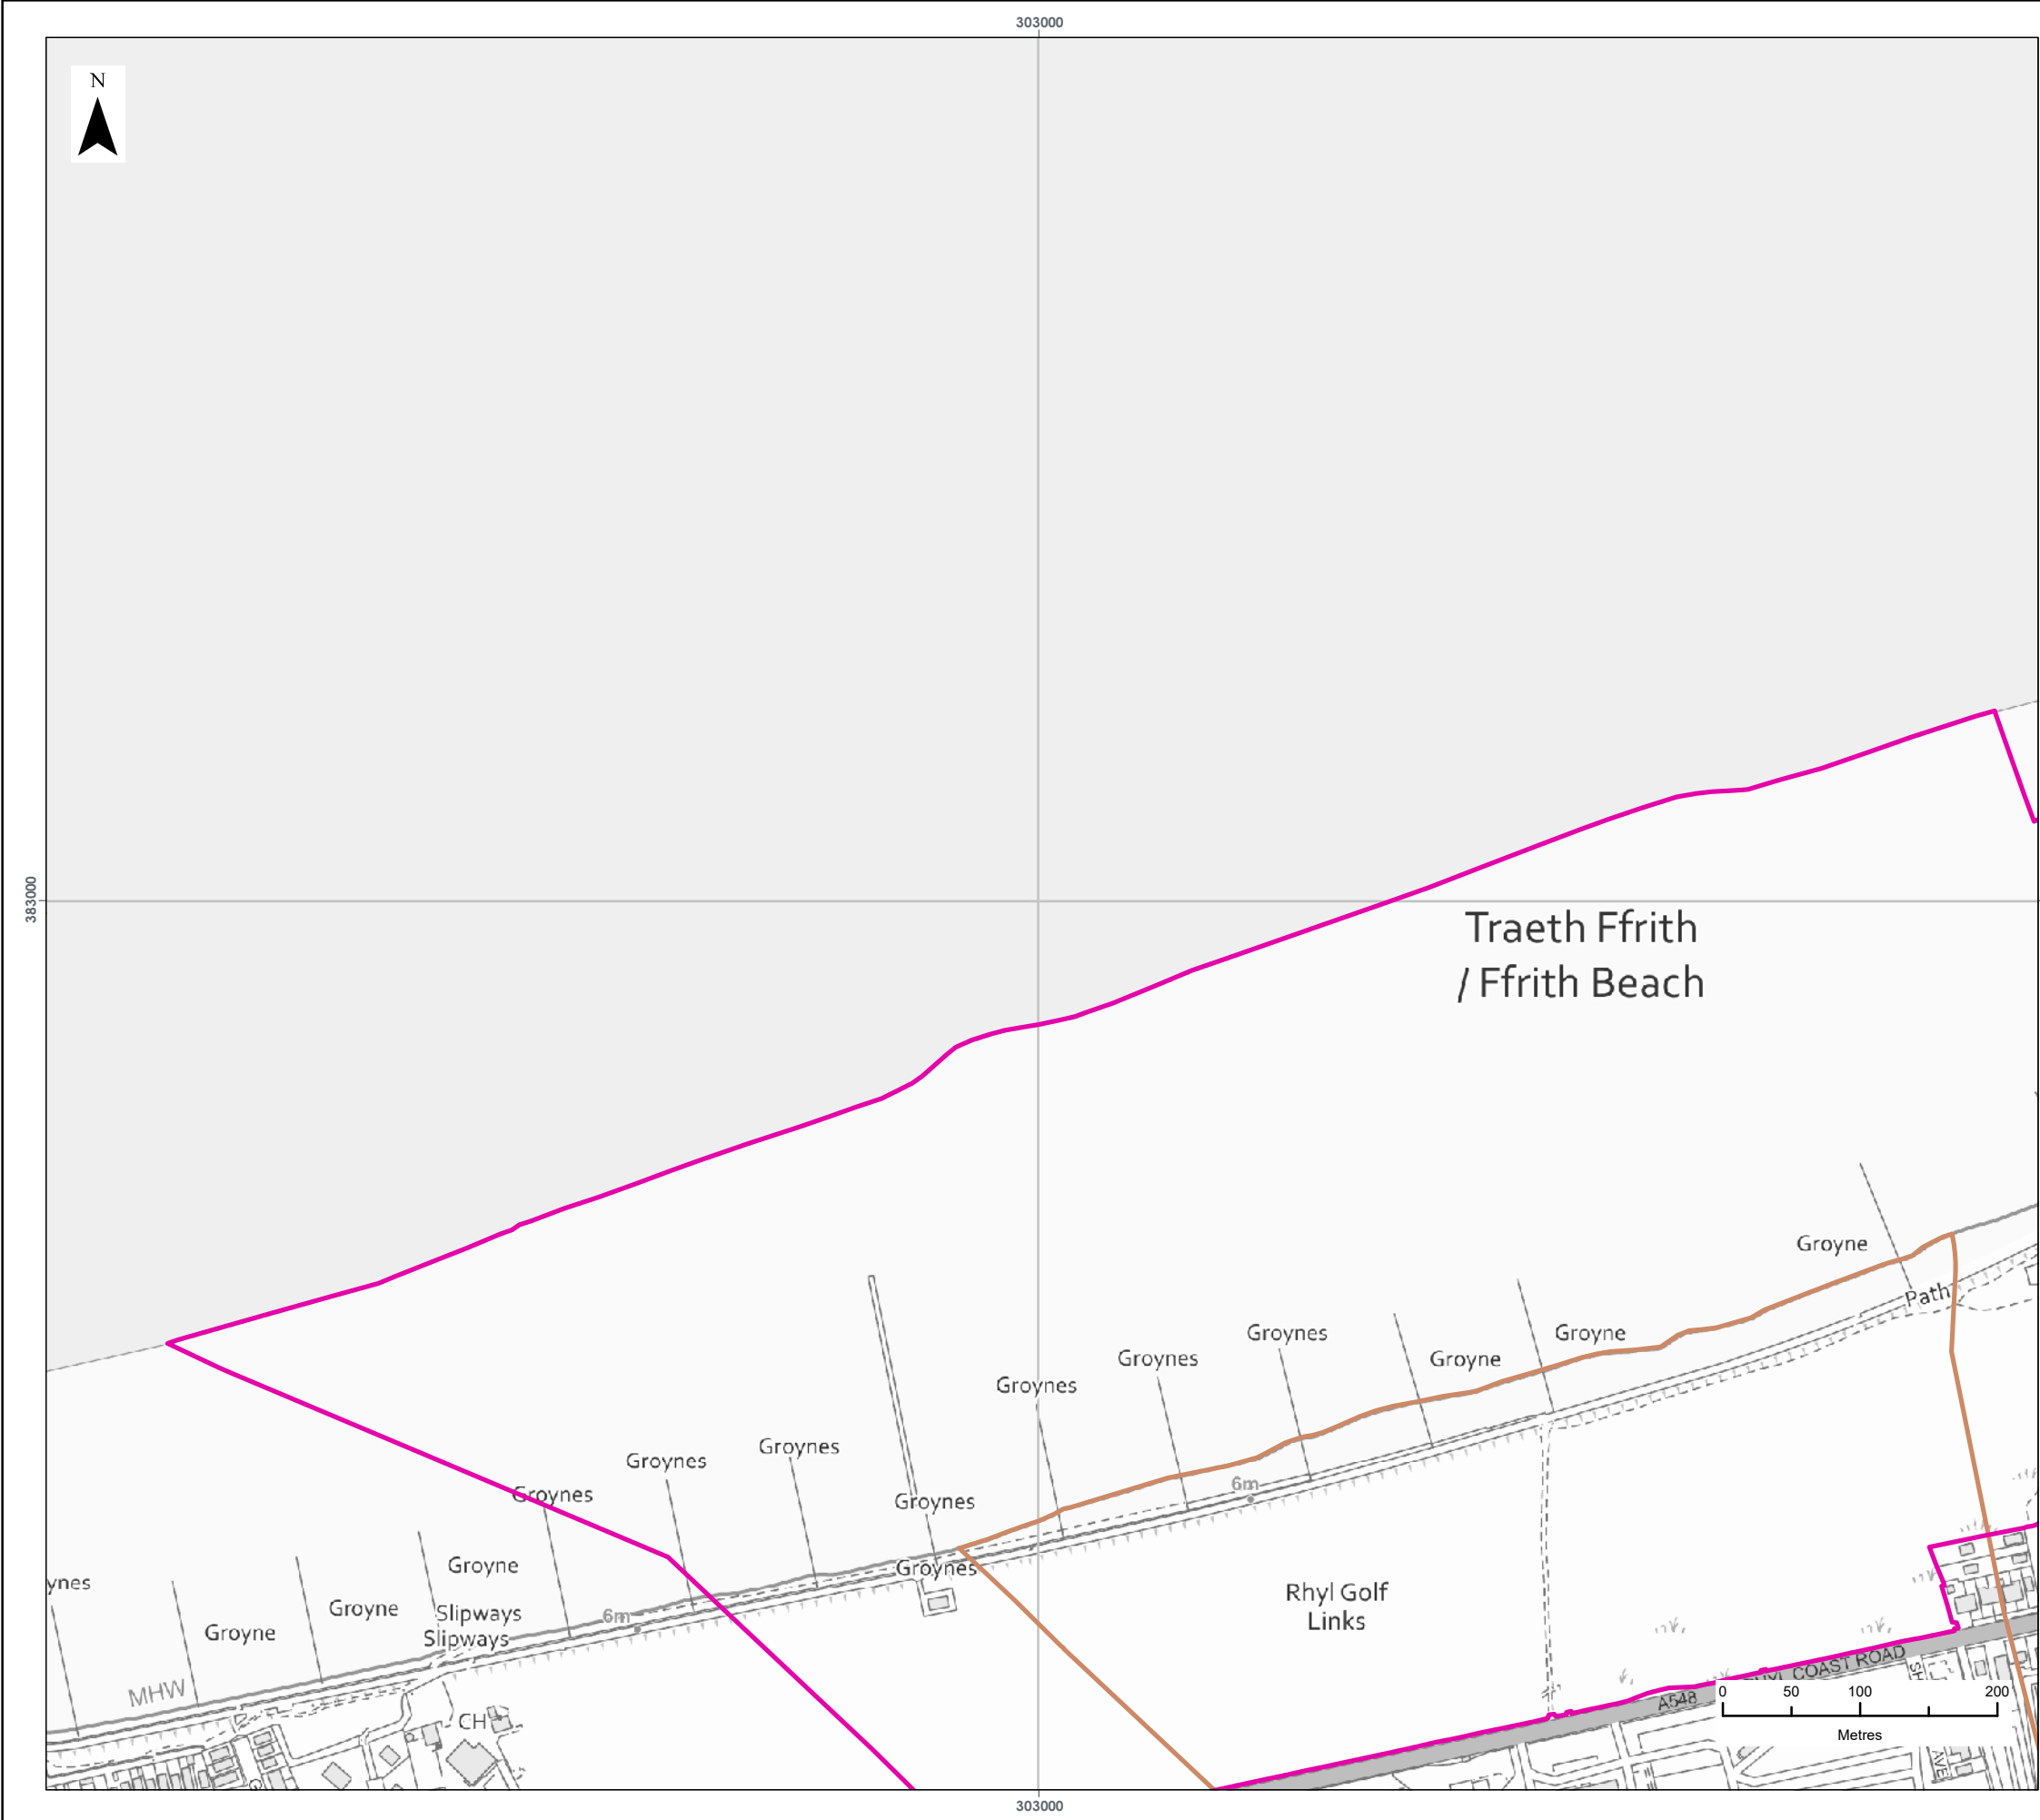 303000
N
383000
Traeth Ffrith
/ Ffrith Beach
Groyne
Path
Groynes
Groyne
Groynes
Groyne
Groynes
Groynes
Groynes
Groynes
6m
Groynes
Groynes
Groyne
Groynes
ynes
Rhyl Golf
Links
Groyne
Slipways
6m
Groyne
Slipways
MHW
COAST ROAD
A548
CH
0 50 100 200
Metres
AVE
303000